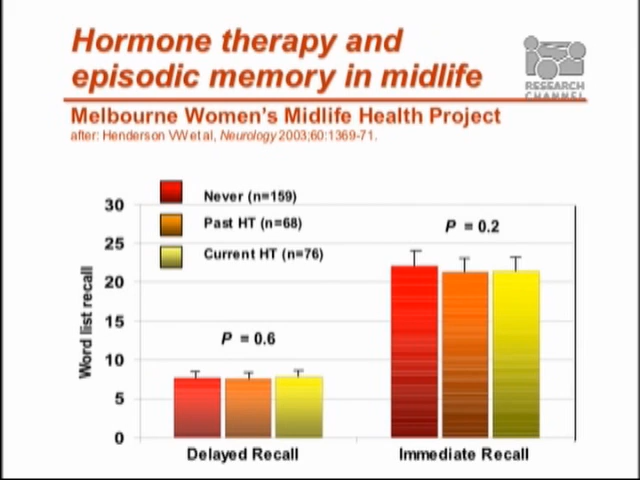 Hormone therapy and
episodic memory in midlife
RESEARCH
CHANNEL
Melbourne Women's Midlife Health Project
after: Henderson VW et al, Neurology 2003;60:1369-71.
Never (n=159)
Past HT (n=68)
Current HT (n=76)
Word list recall
30
25
20
15
10
5
0
P = 0.6
P = 0.2
Delayed Recall
Immediate Recall